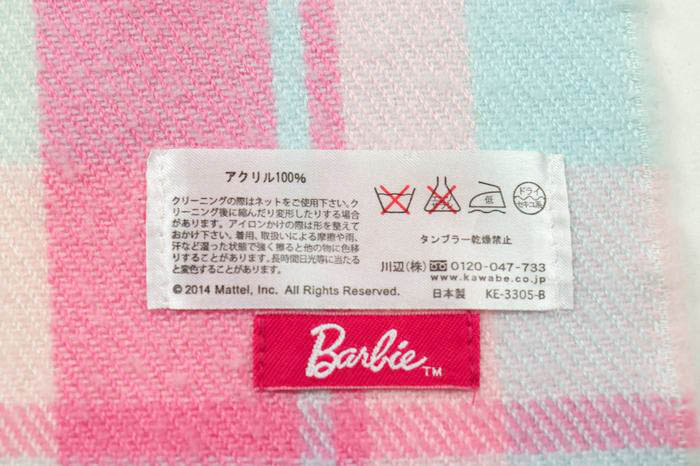 アクリル100%
クリーニングの際はネットをご使用下さい。ク
リーニング後に縮んだり変形したりする場合
があります。アイロンかけの際は形を整えて
おかけ下さい。着用、取扱いによる摩擦や雨、
汗など湿った状態で強く擦ると他の物に色移
りすることがあります。長時間日光等に当たる
と変色することがあります。
エンソサラシ
低
ドライ
セキユ系
タンブラー乾燥禁止
川辺(株) 0120-047-733
www.kawabe.co.jp
© 2014 Mattel, Inc. All Rights Reserved.
日本製 KE-3305-B
Barbie TM